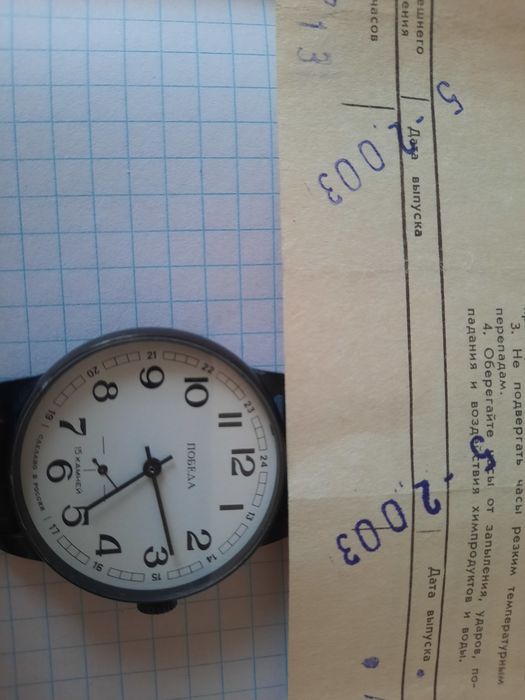 3. Не подвергать часы резким температурным
перепадам.
4. Оберегайте часы от запыления, ударов, по-
падания и воздействия химпродуктов и воды.
Дата выпуска
Дата выпуска
часов
13
ПОБЕДА
15 КАМНЕЙ
СДЕЛАНО В РОССИИ
12
1
2
3
4
5
6
7
8
9
10
11
24
13
14
15
16
17
19
20
21
22
23